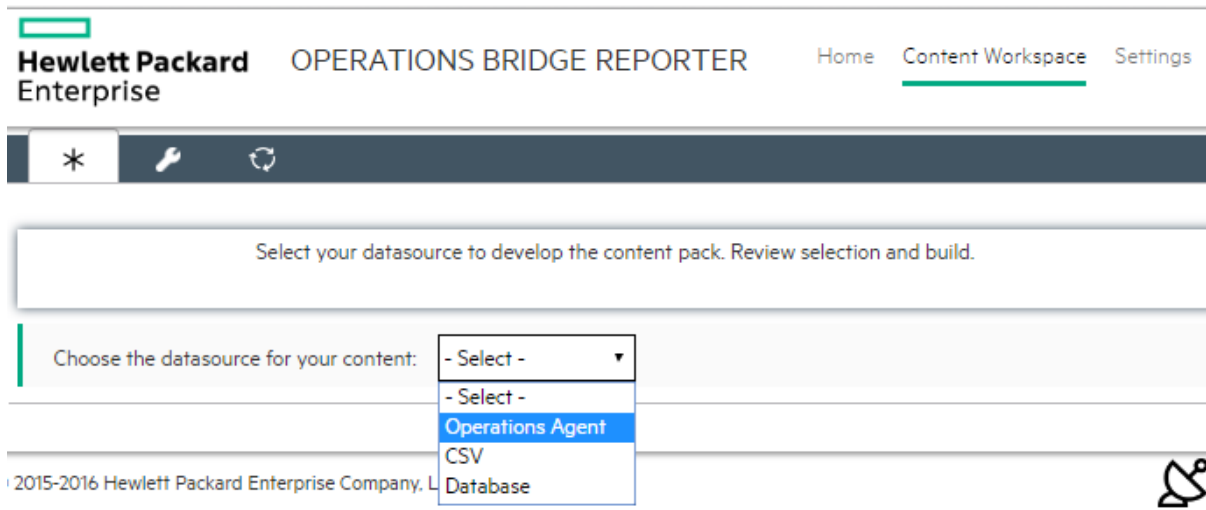 Hewlett Packard
Enterprise
OPERATIONS BRIDGE REPORTER
Home Content Workspace Settings
Select your datasource to develop the content pack. Review selection and build.
Choose the datasource for your content: - Select -
- Select -
Operations Agent
CSV
Database
2015-2016 Hewlett Packard Enterprise Company, L